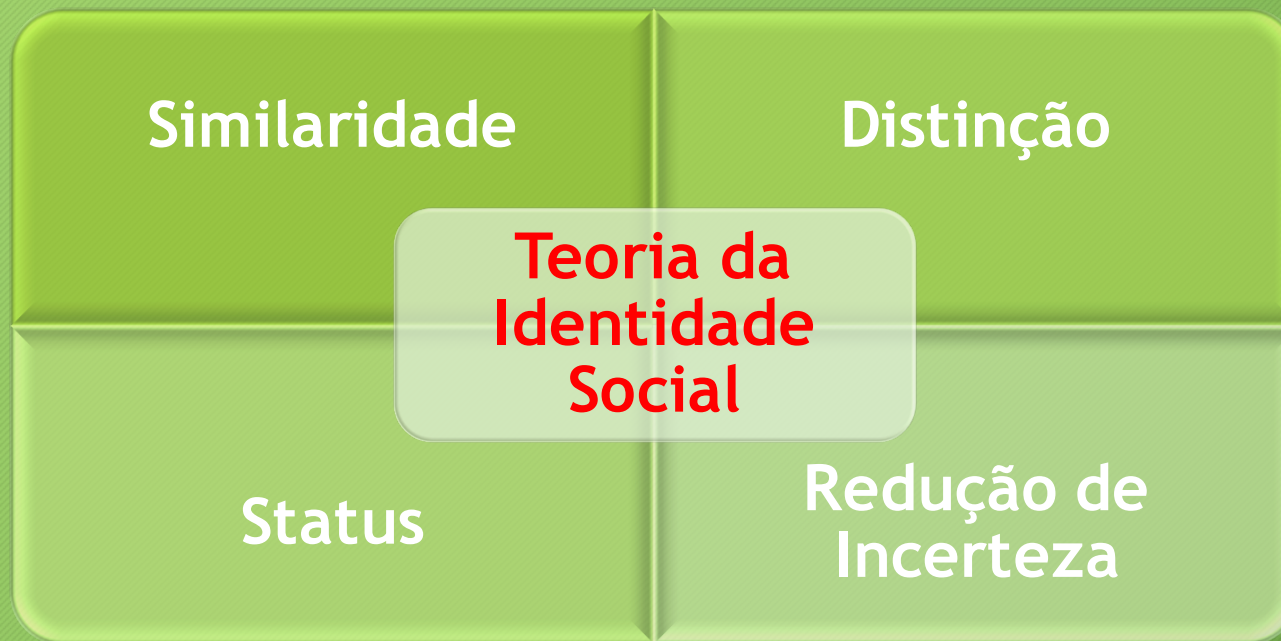 Similaridade
Distinção
Teoria da
Identidade
Social
Status
Redução de
Incerteza